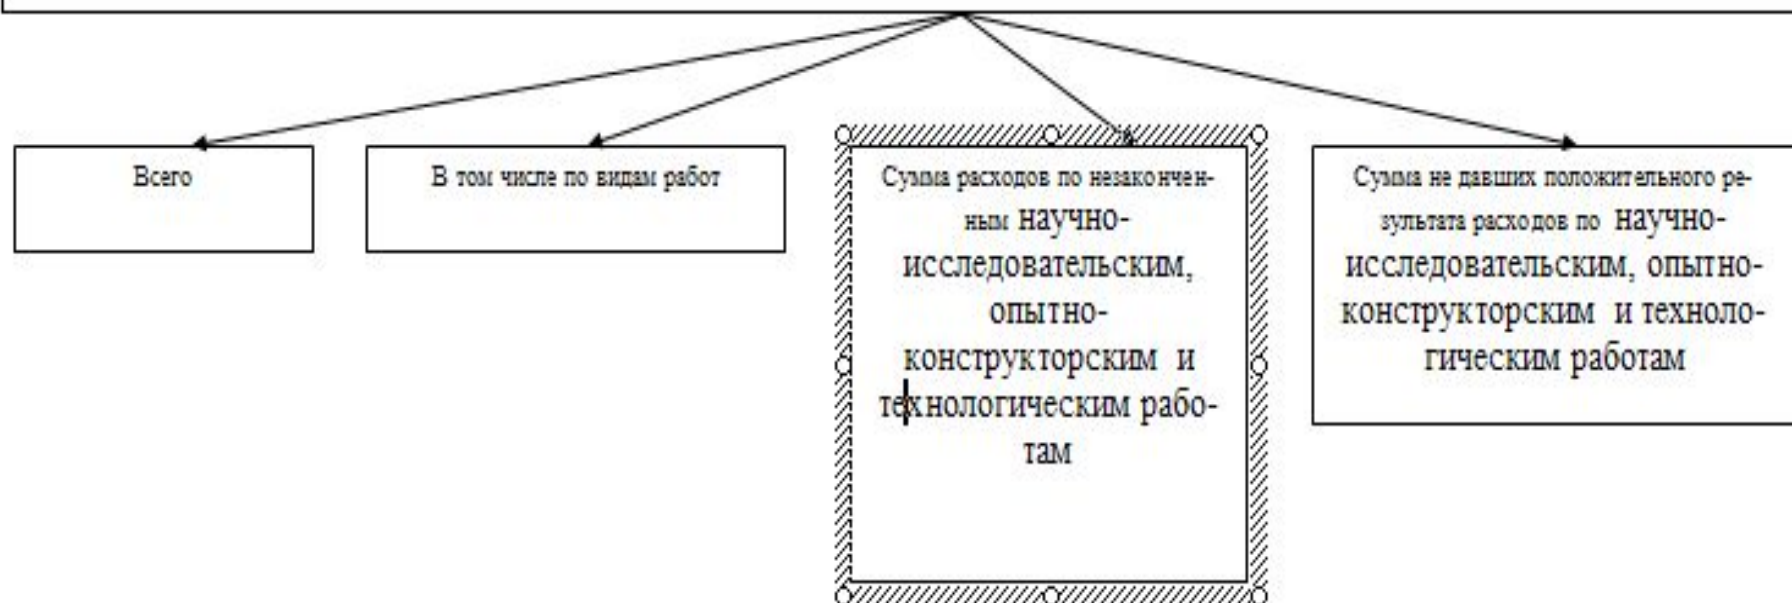 Всего
В том числе по видам работ
Сумма расходов по незакончен-
ным научно-
исследовательским,
опытно-
конструкторским и
технологическим рабо-
там
Сумма не давших положительного ре-
зультата расходов по научно-
исследовательским, опытно-
конструкторским и техноло-
гическим работам